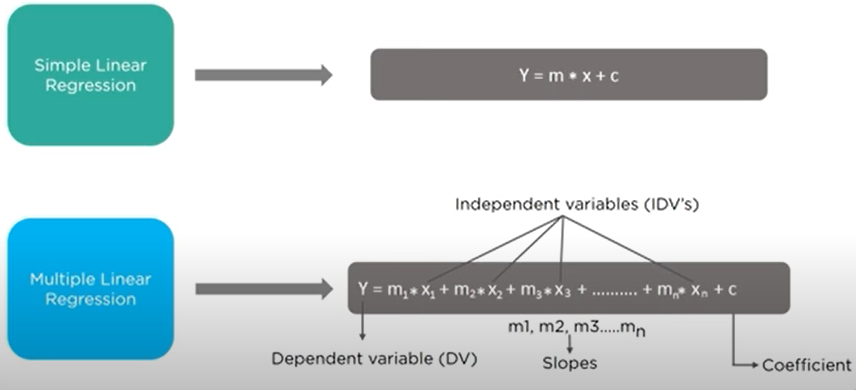 Simple Linear
Regression
Y = m * x + c
Independent variables (IDV's)
Multiple Linear
Regression
Y = m₁* x₁ + m₂* x₂ + m₃* x₃ + .......... + mₙ* xₙ + c
m1, m2, m3.....mₙ
Dependent variable (DV)
Slopes
Coefficient